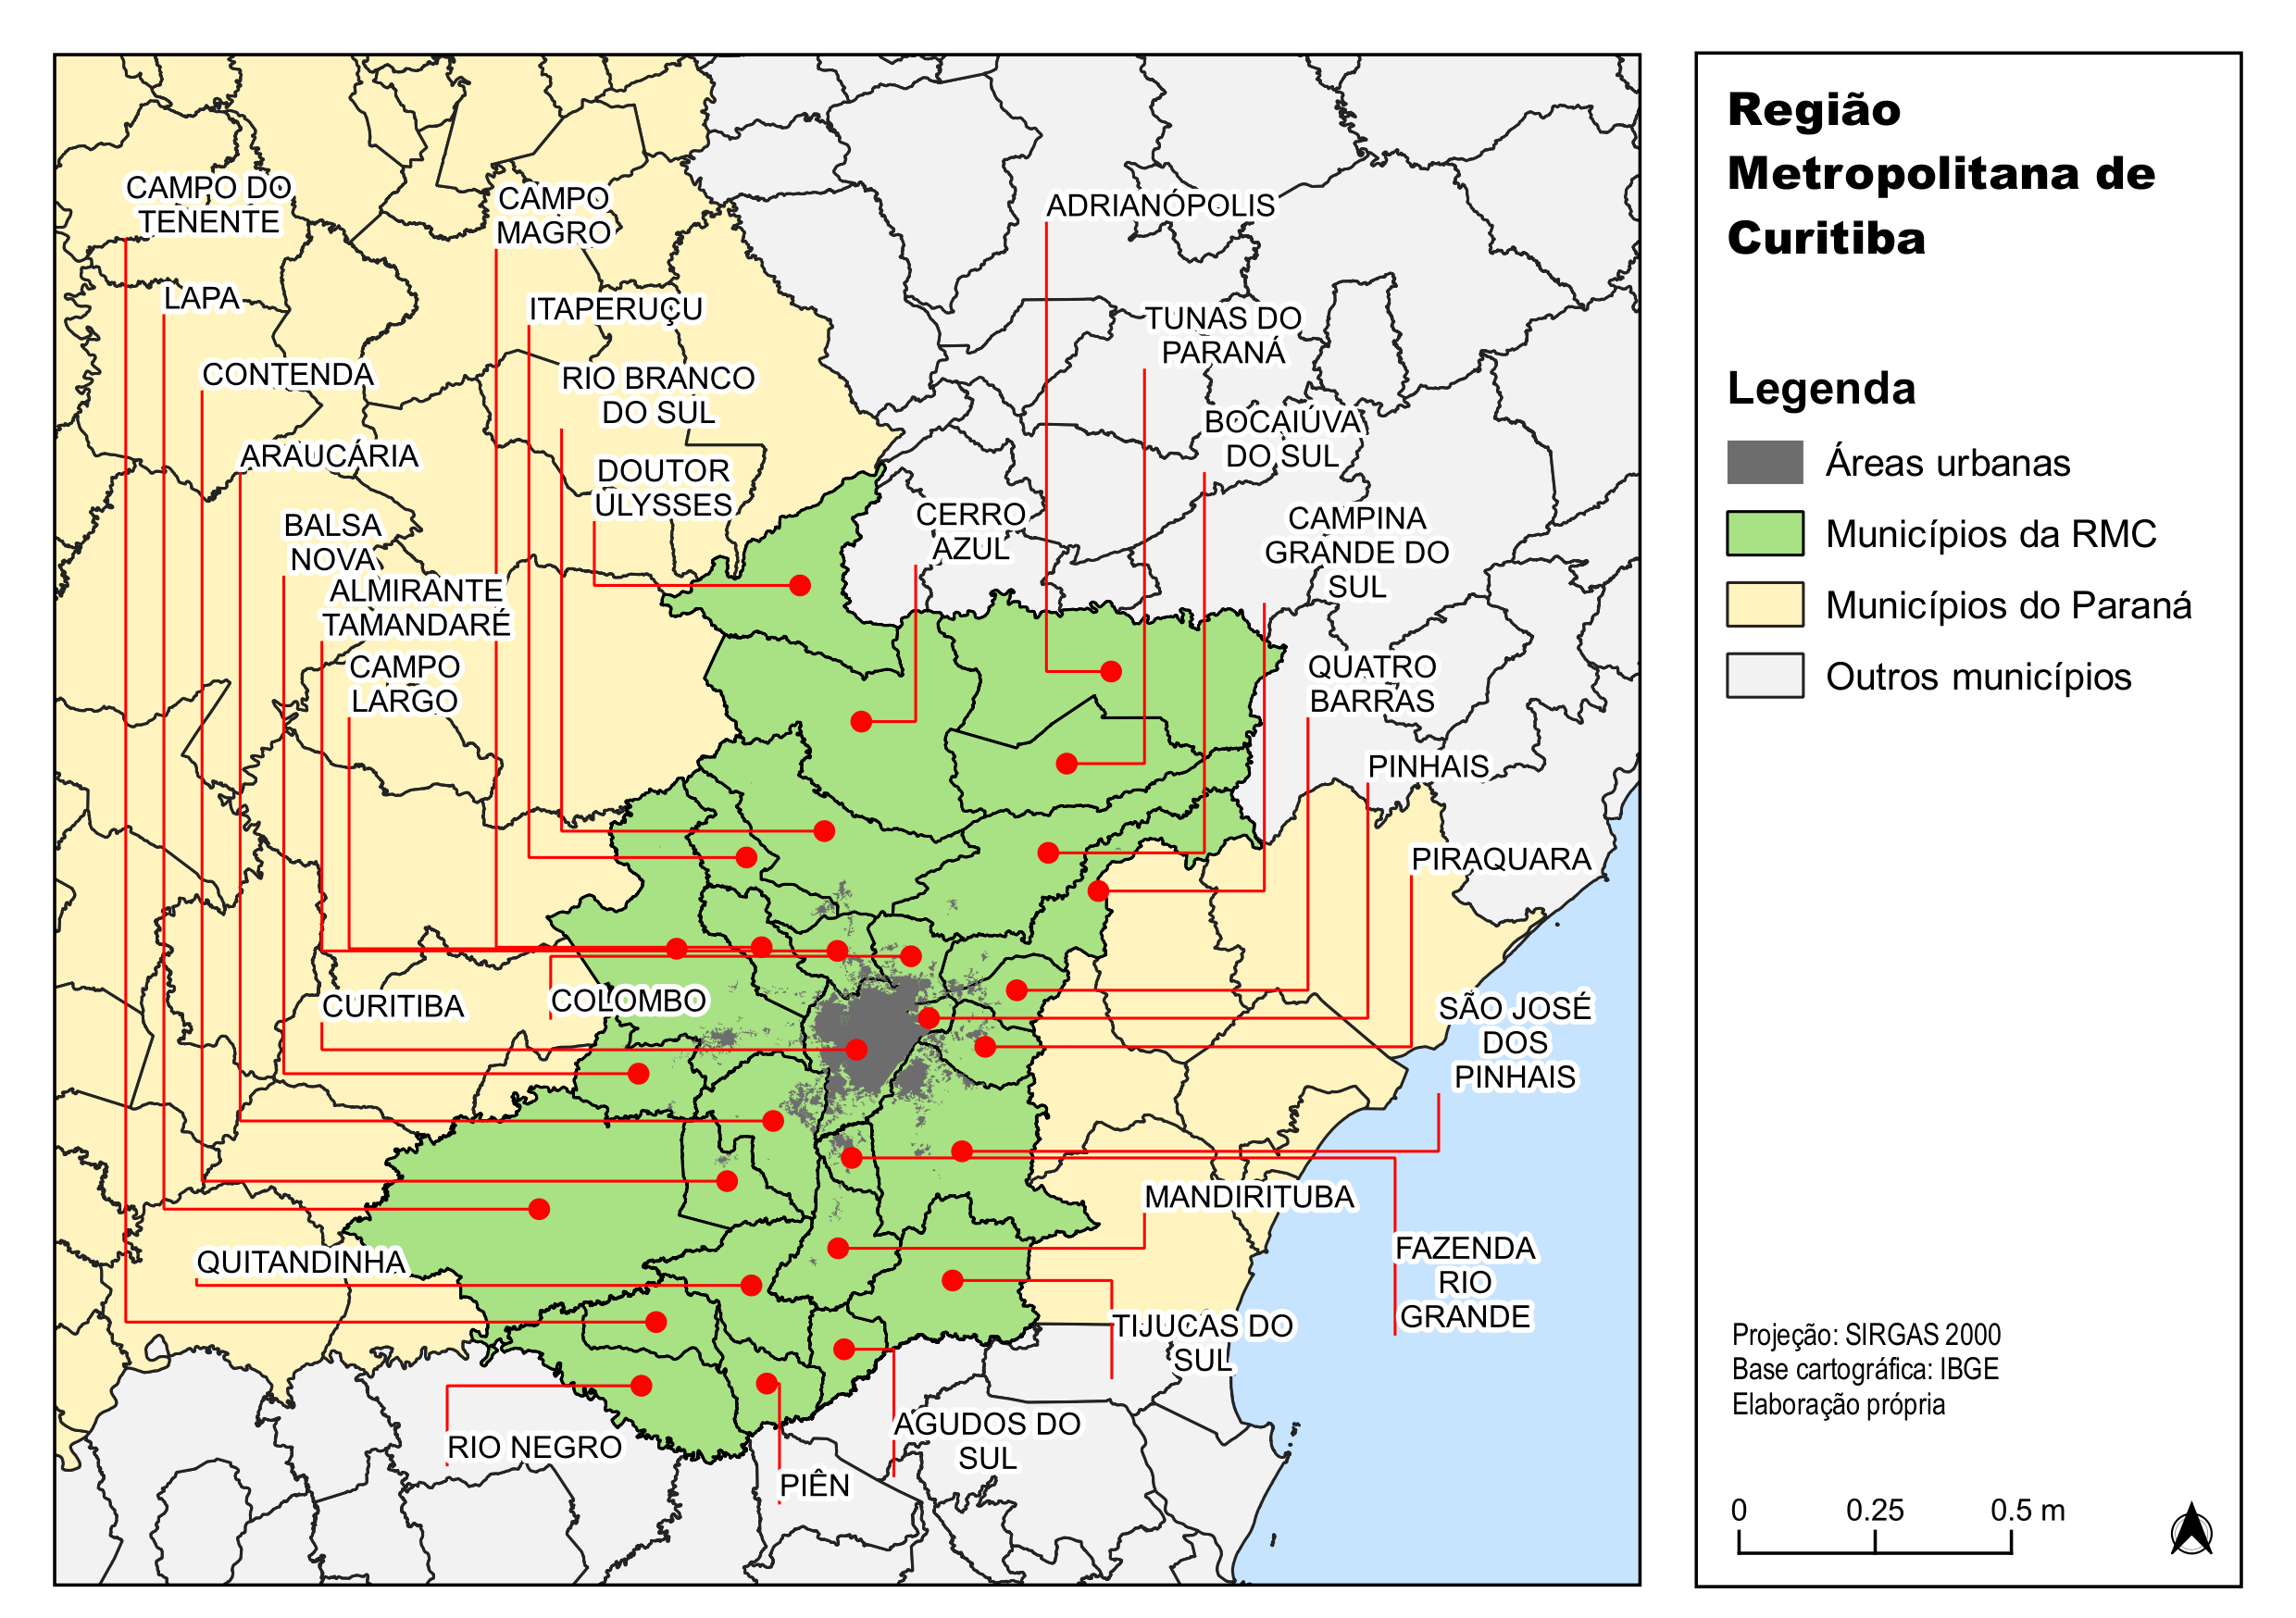 CAMPO DO
TENENTE
CAMPO
MAGRO
ADRIANÓPOLIS
LAPA
ITAPERUÇU
TUNAS DO
PARANÁ
CONTENDA
RIO BRANCO
DO SUL
BOCAIÚVA
DO SUL
ARAUCÁRIA
DOUTOR
ULYSSES
CERRO
AZUL
CAMPINA
GRANDE DO
SUL
BALSA
NOVA
ALMIRANTE
TAMANDARÉ
CAMPO
LARGO
QUATRO
BARRAS
PINHAIS
PIRAQUARA
CURITIBA
COLOMBO
SÃO JOSÉ
DOS
PINHAIS
MANDIRITUBA
QUITANDINHA
FAZENDA
RIO
GRANDE
TIJUCAS DO
SUL
AGUDOS DO
SUL
RIO NEGRO
PIÊN
Região
Metropolitana de
Curitiba
Legenda
Áreas urbanas
Municípios da RMC
Municípios do Paraná
Outros municípios
Projeção: SIRGAS 2000
Base cartográfica: IBGE
Elaboração própria
0 0.25 0.5 m